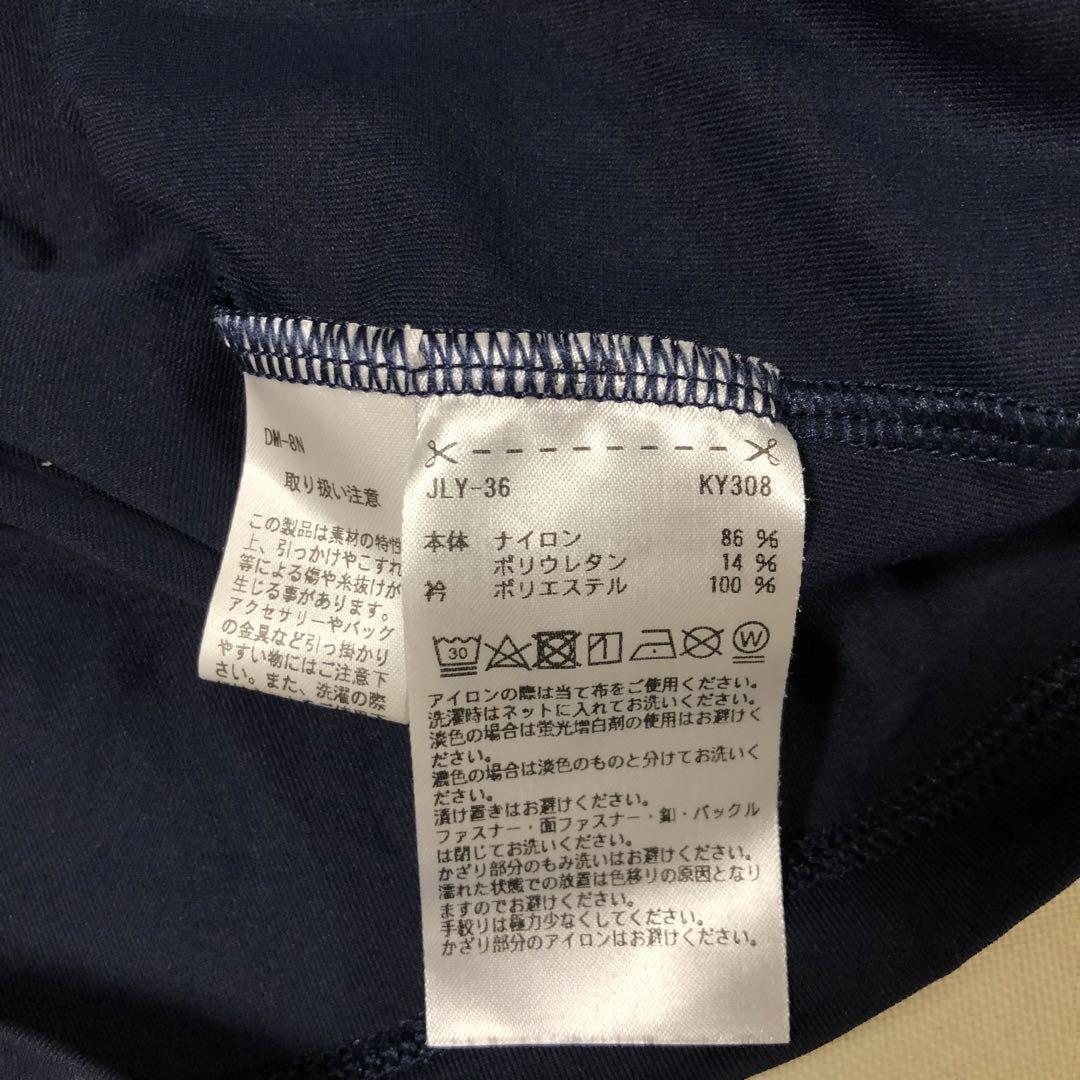 DM-8N
取り扱い注意
この製品は素材の特性
上、引っかけやこすれ
等による傷や糸抜けが
生じる事があります。
アクセサリーやバッグ
の金具など引っ掛かり
やすい物にはご注意下
さい。また、洗濯の際
JLY-36 KY308
本体 ナイロン 86 %
ポリウレタン 14 %
衿 ポリエステル 100 %
30 W
アイロンの際は当て布をご使用ください。
洗濯時はネットに入れてお洗いください。
淡色の場合は蛍光増白剤の使用はお避けく
ださい。
濃色の場合は淡色のものと分けてお洗いく
ださい。
漬け置きはお避けください。
ファスナー・面ファスナー・釦・バックル
は閉じてお洗いください。
かざり部分のもみ洗いはお避けください。
濡れた状態での放置は色移りの原因となり
ますのでお避けください。
手絞りは極力少なくしてください。
かざり部分のアイロンはお避けください。